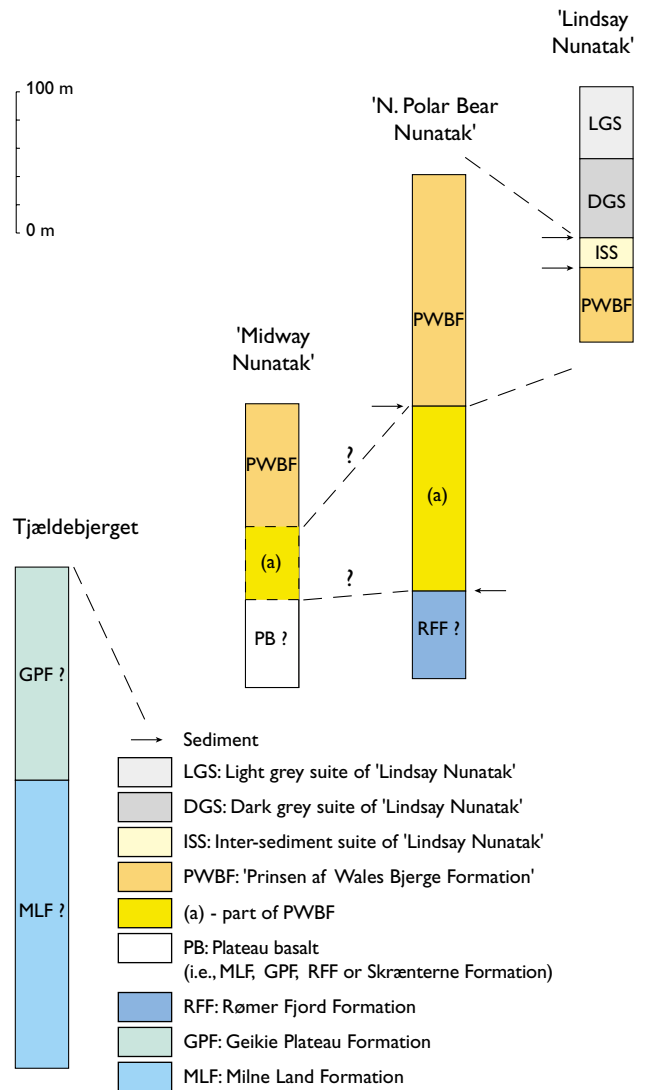 'Lindsay
Nunatak'
100 m
0 m
'N. Polar Bear
Nunatak'
LGS
DGS
ISS
PWBF
PWBF
(a)
RFF ?
'Midway
Nunatak'
PWBF
(a)
PB ?
?
?
Tjældebjerget
GPF ?
MLF ?
Sediment
LGS: Light grey suite of 'Lindsay Nunatak'
DGS: Dark grey suite of 'Lindsay Nunatak'
ISS: Inter-sediment suite of 'Lindsay Nunatak'
PWBF: 'Prinsen af Wales Bjerge Formation'
(a) - part of PWBF
PB: Plateau basalt
(i.e., MLF, GPF, RFF or Skrænterne Formation)
RFF: Rømer Fjord Formation
GPF: Geikie Plateau Formation
MLF: Milne Land Formation